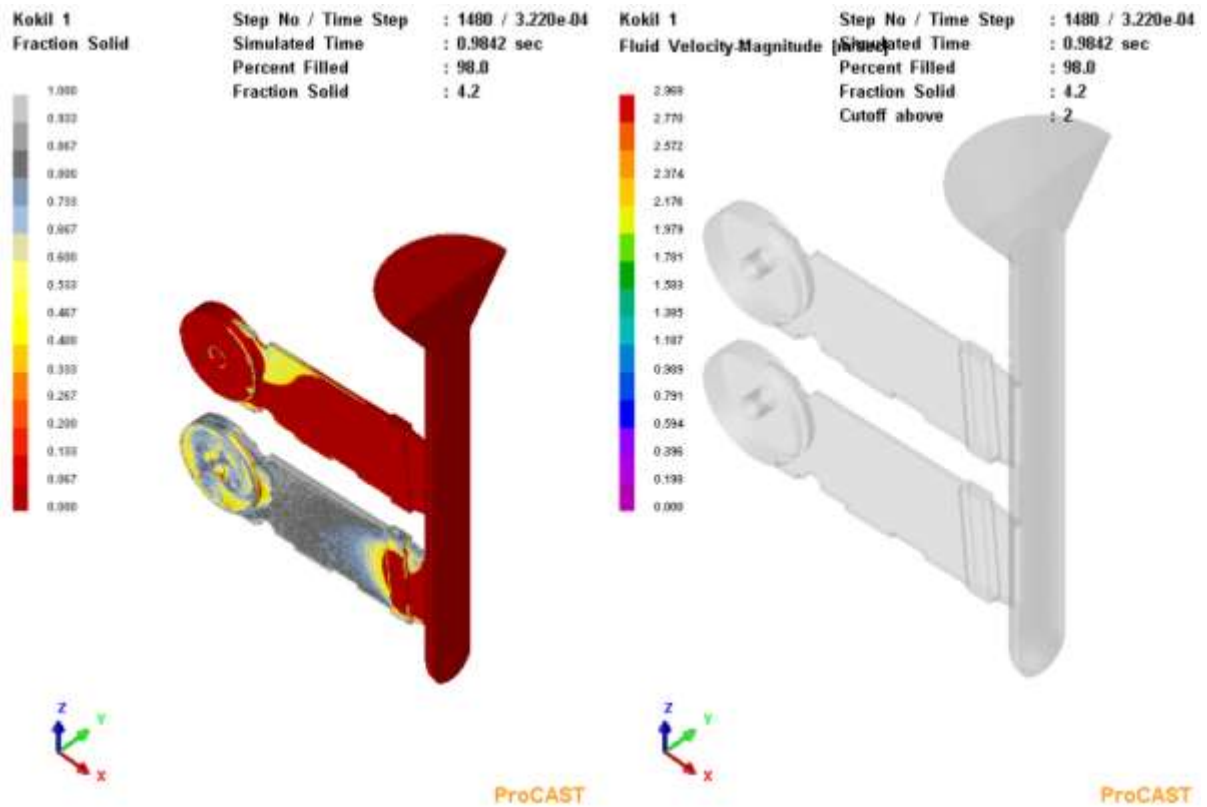 Kokil 1
Fraction Solid
Step No / Time Step : 1480 / 3.220e-04
Simulated Time : 0.9842 sec
Percent Filled : 98.0
Fraction Solid : 4.2
1.000
0.933
0.867
0.800
0.733
0.667
0.600
0.533
0.467
0.400
0.333
0.267
0.200
0.133
0.067
0.000
Z
Y
X
ProCAST
Kokil 1
Fluid Velocity-Magnitude
Step No / Time Step : 1480 / 3.220e-04
Simulated Time : 0.9842 sec
Percent Filled : 98.0
Fraction Solid : 4.2
Cutoff above : 2
2.969
2.770
2.572
2.374
2.176
1.979
1.781
1.583
1.385
1.187
0.989
0.791
0.594
0.396
0.198
0.000
Z
Y
X
ProCAST